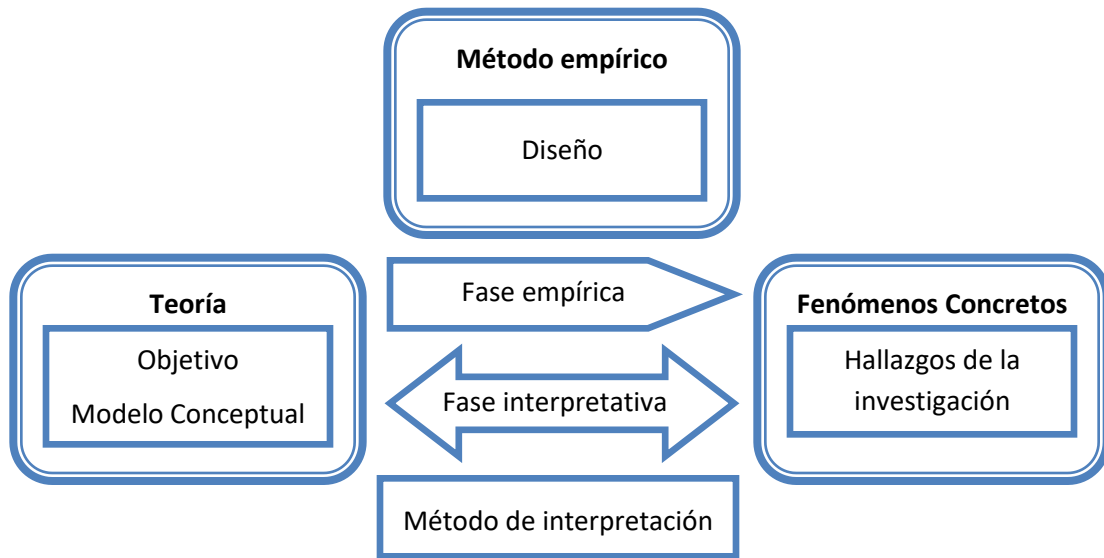 Método empírico
Diseño
Teoría
Objetivo
Modelo Conceptual
Fase empírica
Fase interpretativa
Fenómenos Concretos
Hallazgos de la
investigación
Método de interpretación